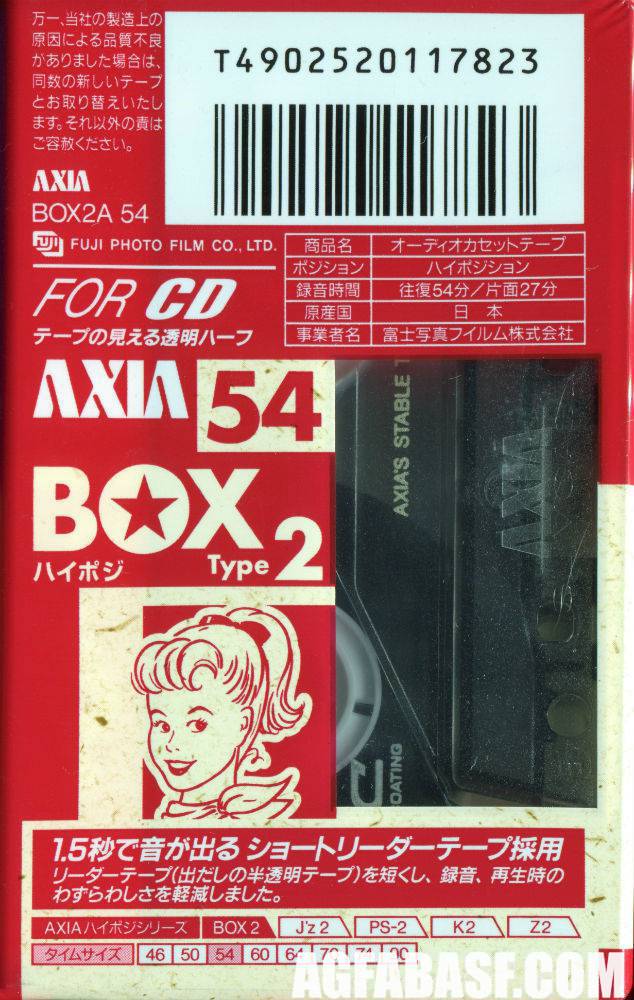 万一、当社の製造上の
原因による品質不良
がありました場合は、
同数の新しいテープ
とお取り替えいたし
ます。それ以外の責は
ご容赦ください。
T4902520117823
AXIA
BOX2A 54
FUJI FUJI PHOTO FILM CO., LTD.
商品名 オーディオカセットテープ
ポジション ハイポジション
録音時間 往復54分/片面27分
原産国 日本
事業者名 富士写真フイルム株式会社
FOR CD
テープの見える透明ハーフ
AXIA 54
BOX
ハイポジ Type 2
AXIA'S STABLE
AXIA
OATING
1.5秒で音が出る ショートリーダーテープ採用
リーダーテープ(出だしの半透明テープ)を短くし、録音、再生時の
わずらわしさを軽減しました。
AXIAハイポジシリーズ BOX 2 J'z 2 PS-2 K2 Z2
タイムサイズ 46 50 54 60 64 70 74 90
AGFABASF.COM